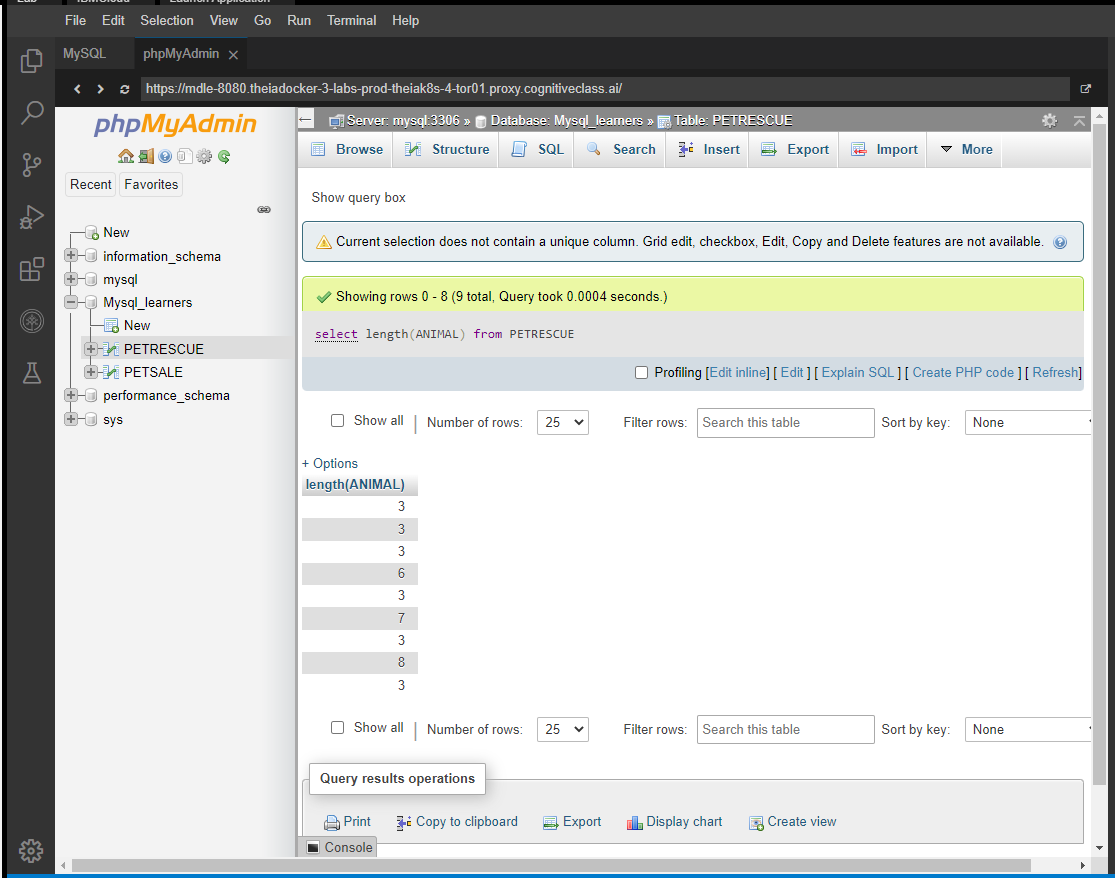 File Edit Selection View Go Run Terminal Help
MySQL phpMyAdmin
https://mdle-8080.theiadocker-3-labs-prod-theiak8s-4-tor01.proxy.cognitiveclass.ai/
phpMyAdmin
Recent Favorites
New
information_schema
mysql
Mysql_learners
New
PETRESCUE
PETSALE
performance_schema
sys
Server: mysql:3306 » Database: Mysql_learners » Table: PETRESCUE
Browse Structure SQL Search Insert Export Import More
Show query box
Current selection does not contain a unique column. Grid edit, checkbox, Edit, Copy and Delete features are not available.
Showing rows 0 - 8 (9 total, Query took 0.0004 seconds.)
select length(ANIMAL) from PETRESCUE
Profiling [Edit inline] [ Edit ] [ Explain SQL ] [ Create PHP code ] [ Refresh]
Show all | Number of rows: 25 Filter rows: Search this table Sort by key: None
+ Options
length(ANIMAL)
3
3
3
6
3
7
3
8
3
Show all | Number of rows: 25 Filter rows: Search this table Sort by key: None
Query results operations
Print Copy to clipboard Export Display chart Create view
Console